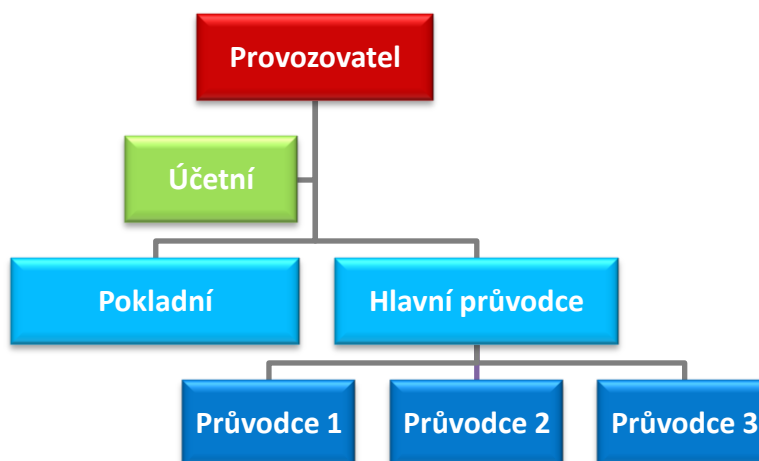 Provozovatel
Účetní
Pokladní
Hlavní průvodce
Průvodce 1
Průvodce 2
Průvodce 3